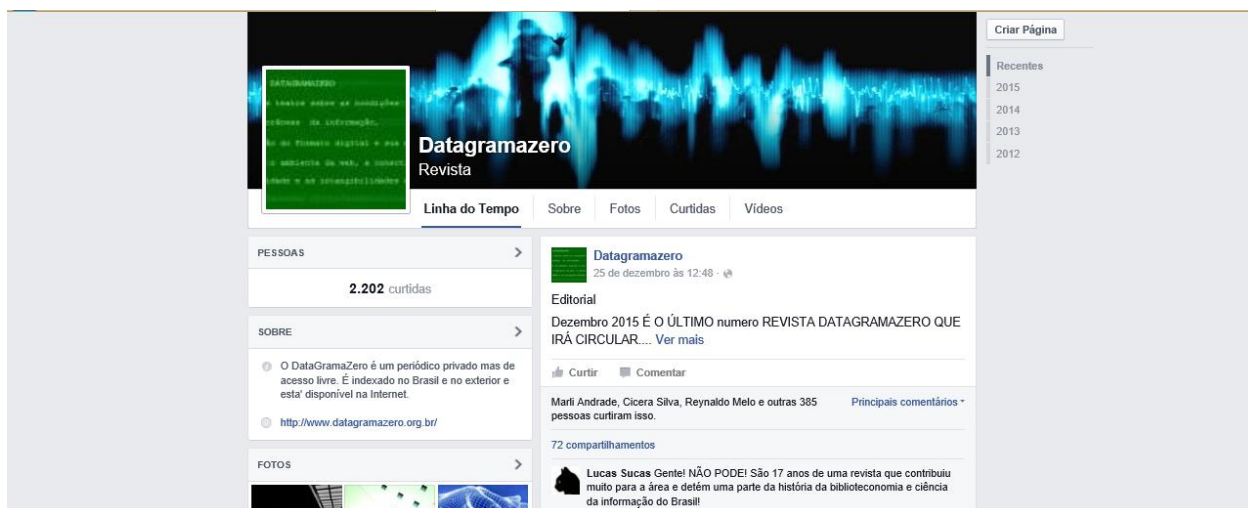 Criar Página
Recentes
2015
2014
2013
2012
DATAGRAMAZERO
Datagramazero
Revista
Linha do Tempo
Sobre
Fotos
Curtidas
Vídeos
PESSOAS
2.202 curtidas
SOBRE
O DataGramaZero é um periódico privado mas de
acesso livre. É indexado no Brasil e no exterior e
esta' disponível na Internet.
http://www.datagramazero.org.br/
FOTOS
Datagramazero
25 de dezembro às 12:48 ·
Editorial
Dezembro 2015 É O ÚLTIMO numero REVISTA DATAGRAMAZERO QUE
IRÁ CIRCULAR.... Ver mais
Curtir
Comentar
Marli Andrade, Cicera Silva, Reynaldo Melo e outras 385
pessoas curtiram isso.
Principais comentários
72 compartilhamentos
Lucas Sucas Gente! NÃO PODE! São 17 anos de uma revista que contribuiu
muito para a área e detém uma parte da história da biblioteconomia e ciência
da informação do Brasil!